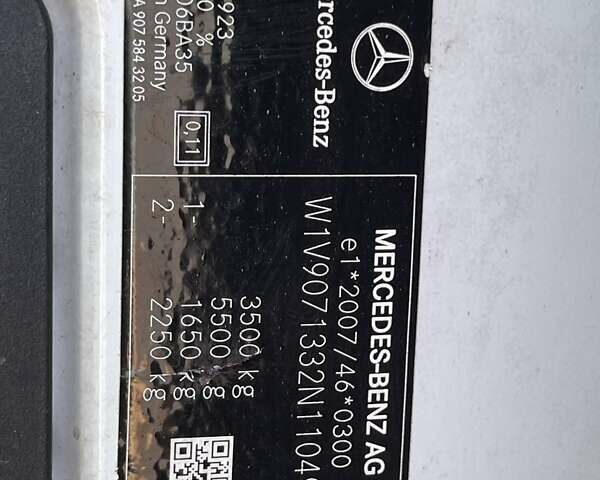 MERCEDES-BENZ AG
e1*2007/46*0300
W1V9071332N1104
3500 kg
5500 kg
1- 1650 kg
2- 2250 kg
rcedes-Benz
923
0 %
06BA35
n Germany
A 907 584 32 05
0,11